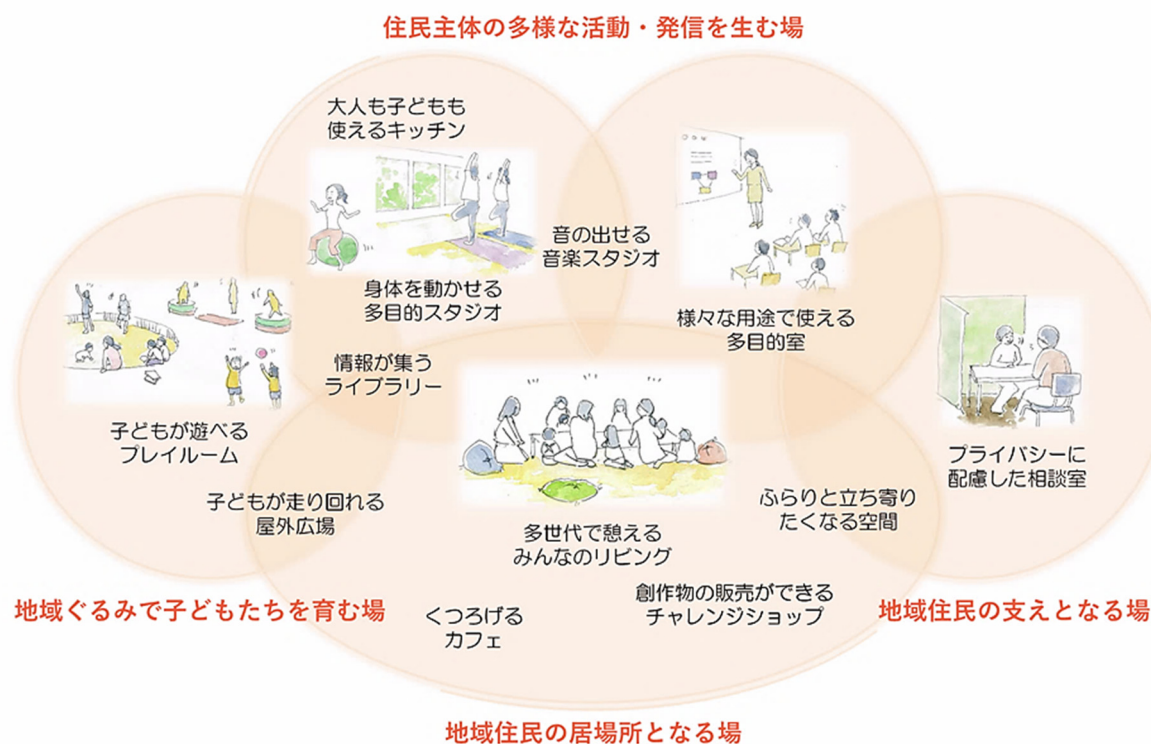 住民主体の多様な活動・発信を生む場
大人も子どもも
使えるキッチン
音の出せる
音楽スタジオ
身体を動かせる
多目的スタジオ
様々な用途で使える
多目的室
情報が集う
ライブラリー
子どもが遊べる
プレイルーム
プライバシーに
配慮した相談室
子どもが走り回れる
屋外広場
ふらりと立ち寄り
たくなる空間
多世代で憩える
みんなのリビング
創作物の販売ができる
チャレンジショップ
くつろげる
カフェ
地域ぐるみで子どもたちを育む場
地域住民の支えとなる場
地域住民の居場所となる場